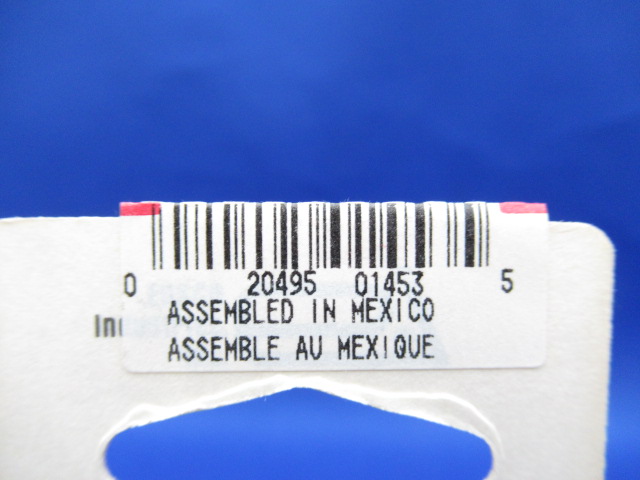 0 20495 01453 5
ASSEMBLED IN MEXICO
ASSEMBLE AU MEXIQUE